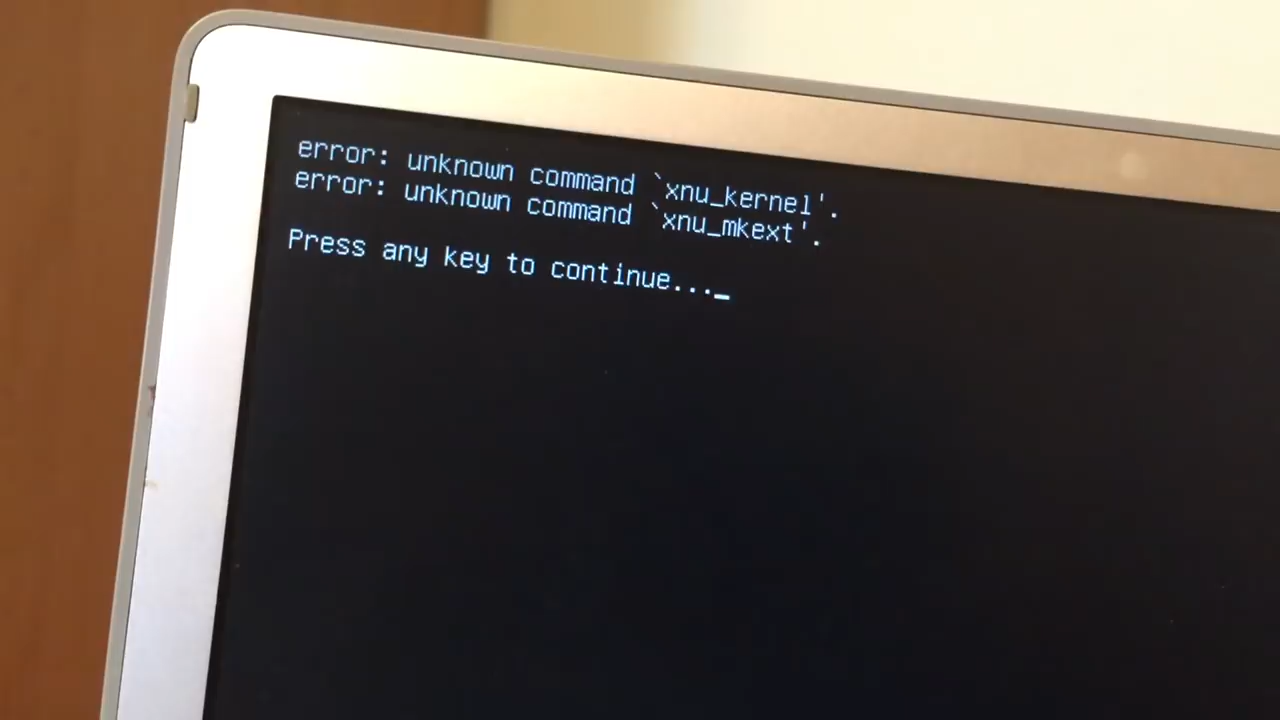 error: unknown command `xnu_kernel'.
error: unknown command `xnu_mkext'.
Press any key to continue..._